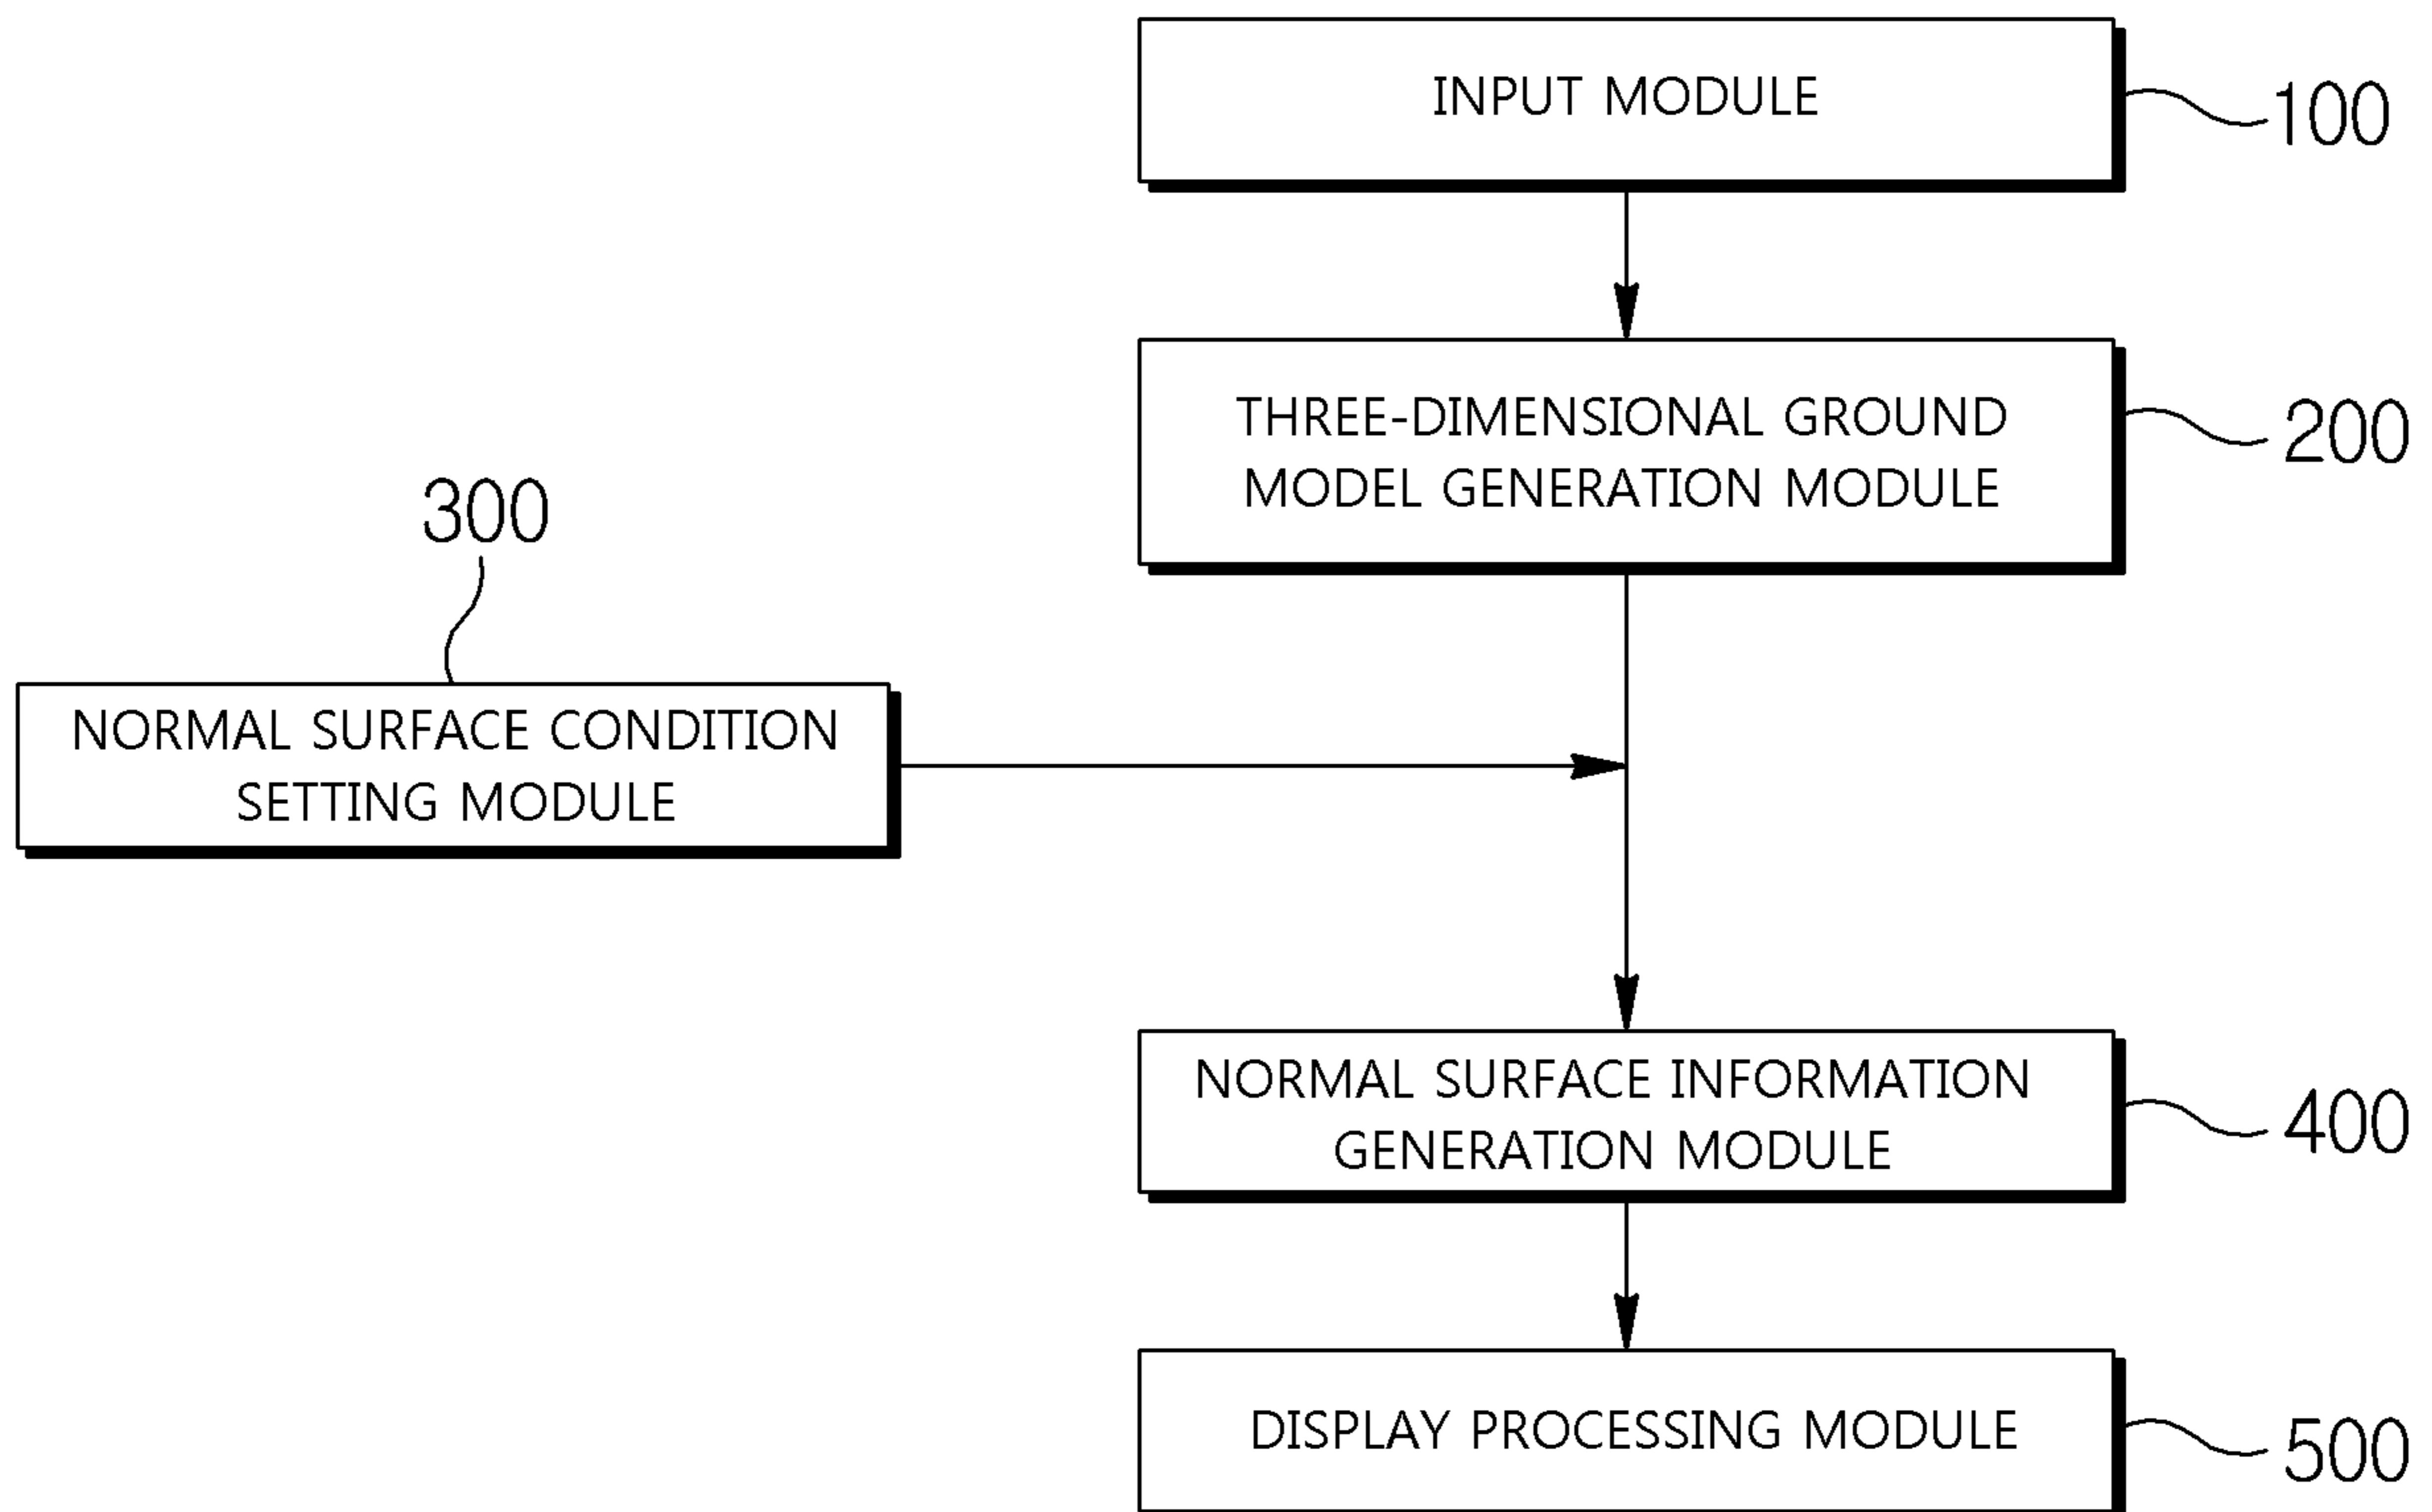 INPUT MODULE
100
THREE-DIMENSIONAL GROUND
MODEL GENERATION MODULE
200
300
NORMAL SURFACE CONDITION
SETTING MODULE
NORMAL SURFACE INFORMATION
GENERATION MODULE
400
DISPLAY PROCESSING MODULE
500